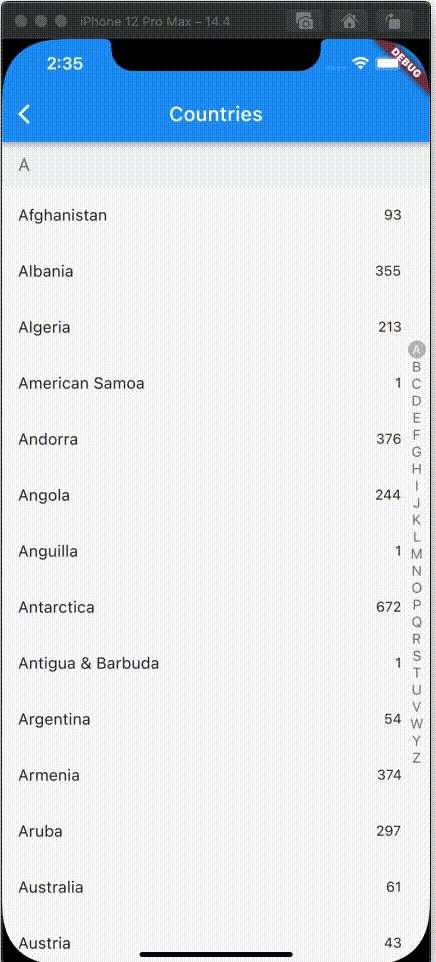 iPhone 12 Pro Max – 14.4
2:35
DEBUG
Countries
A
Afghanistan 93
Albania 355
Algeria 213
American Samoa 1
Andorra 376
Angola 244
Anguilla 1
Antarctica 672
Antigua & Barbuda 1
Argentina 54
Armenia 374
Aruba 297
Australia 61
Austria 43
A
B
C
D
E
F
G
H
I
J
K
L
M
N
O
P
Q
R
S
T
U
V
W
Y
Z